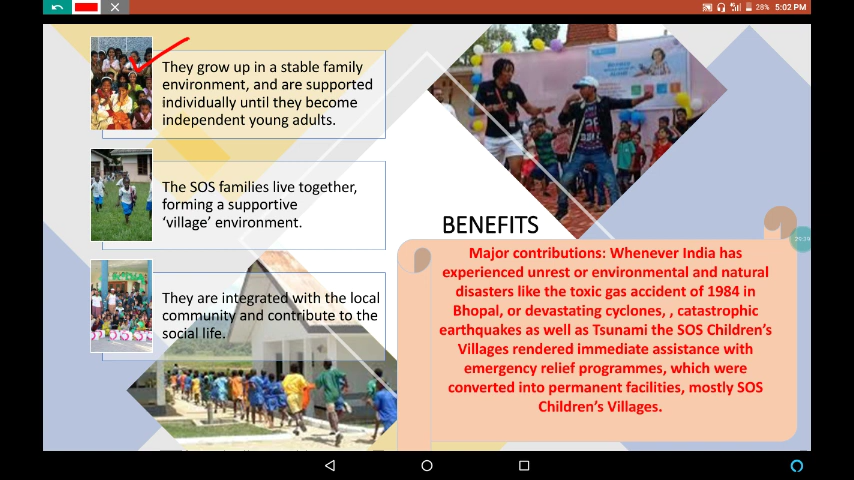 28% 5:02 PM
They grow up in a stable family
environment, and are supported
individually until they become
independent young adults.
The SOS families live together,
forming a supportive
‘village’ environment.
They are integrated with the local
community and contribute to the
social life.
BENEFITS
Major contributions: Whenever India has
experienced unrest or environmental and natural
disasters like the toxic gas accident of 1984 in
Bhopal, or devastating cyclones, , catastrophic
earthquakes as well as Tsunami the SOS Children’s
Villages rendered immediate assistance with
emergency relief programmes, which were
converted into permanent facilities, mostly SOS
Children’s Villages.